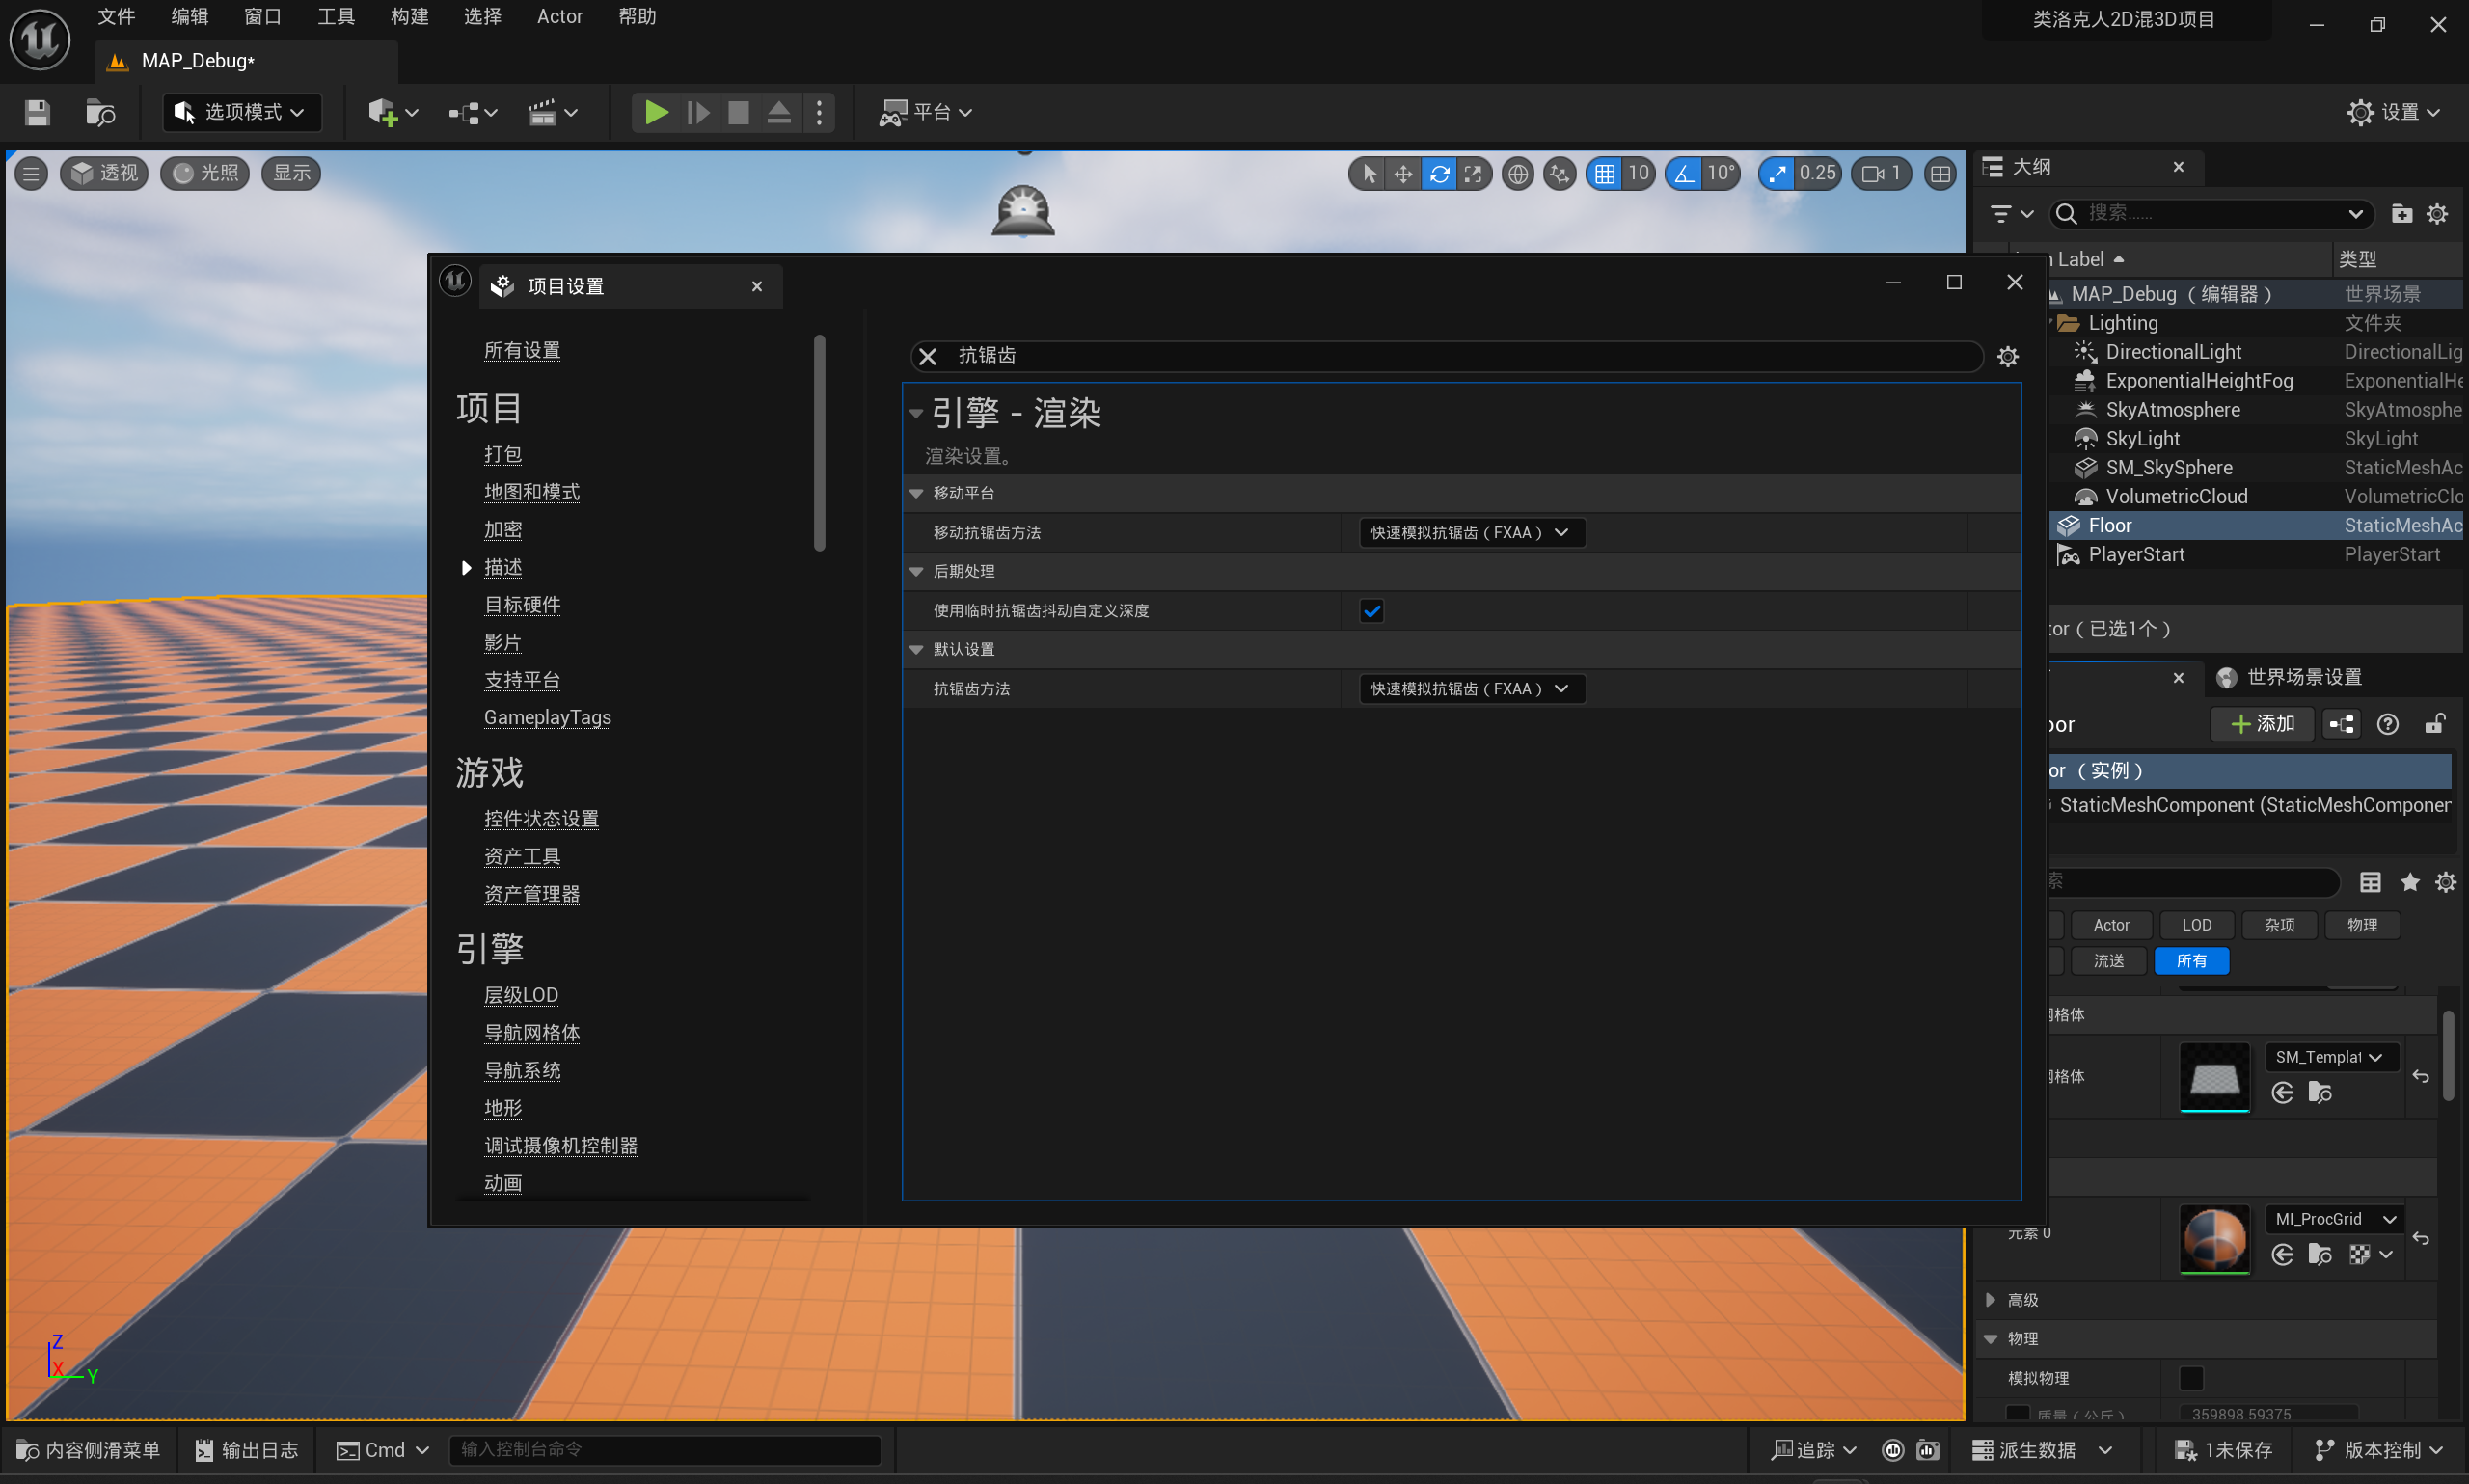 文件 编辑 窗口 工具 构建 选择 Actor 帮助
类洛克人2D混3D项目
MAP_Debug*
选项模式
平台
设置
透视 光照 显示
10 10° 0.25 1
大纲
搜索......
Label 类型
MAP_Debug（编辑器） 世界场景
Lighting 文件夹
DirectionalLight DirectionalLig
ExponentialHeightFog ExponentialHe
SkyAtmosphere SkyAtmosphe
SkyLight SkyLight
SM_SkySphere StaticMeshAc
VolumetricCloud VolumetricClo
Floor StaticMeshAc
PlayerStart PlayerStart
tor（已选1个）
世界场景设置
oor
添加
or（实例）
StaticMeshComponent (StaticMeshComponen
索
Actor LOD 杂项 物理
流送 所有
网格体
网格体
SM_Templat
元素 0
MI_ProcGrid
高级
物理
模拟物理
质量（公斤） 359898.59375
项目设置
所有设置
项目
打包
地图和模式
加密
描述
目标硬件
影片
支持平台
GameplayTags
游戏
控件状态设置
资产工具
资产管理器
引擎
层级LOD
导航网格体
导航系统
地形
调试摄像机控制器
动画
抗锯齿
引擎 - 渲染
渲染设置。
移动平台
移动抗锯齿方法 快速模拟抗锯齿（FXAA）
后期处理
使用临时抗锯齿抖动自定义深度
默认设置
抗锯齿方法 快速模拟抗锯齿（FXAA）
Z
X
Y
内容侧滑菜单 输出日志 Cmd 输入控制台命令
追踪 派生数据 1未保存 版本控制